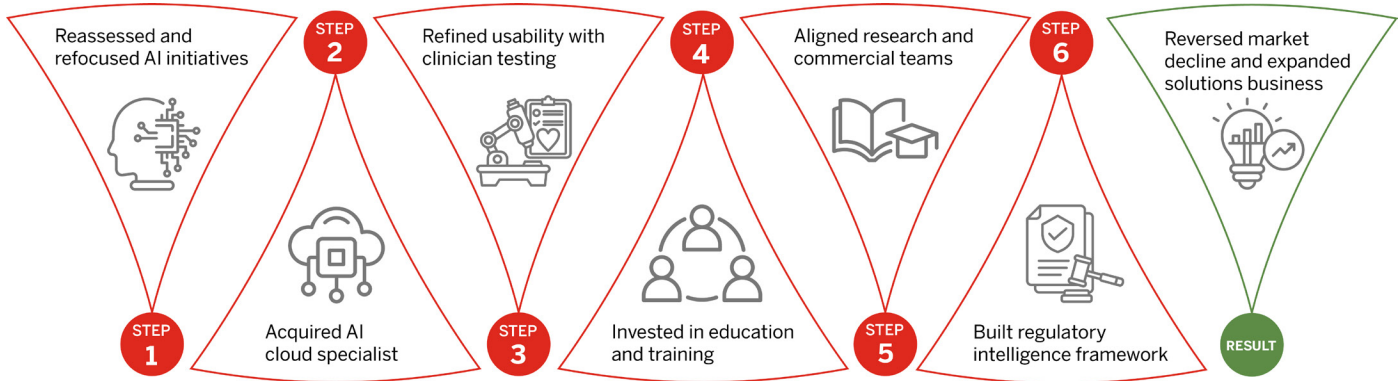 Reassessed and
refocused AI initiatives
STEP
1
STEP
2
Acquired AI
cloud specialist
Refined usability with
clinician testing
STEP
3
STEP
4
Invested in education
and training
Aligned research and
commercial teams
STEP
5
STEP
6
Built regulatory
intelligence framework
Reversed market
decline and expanded
solutions business
RESULT